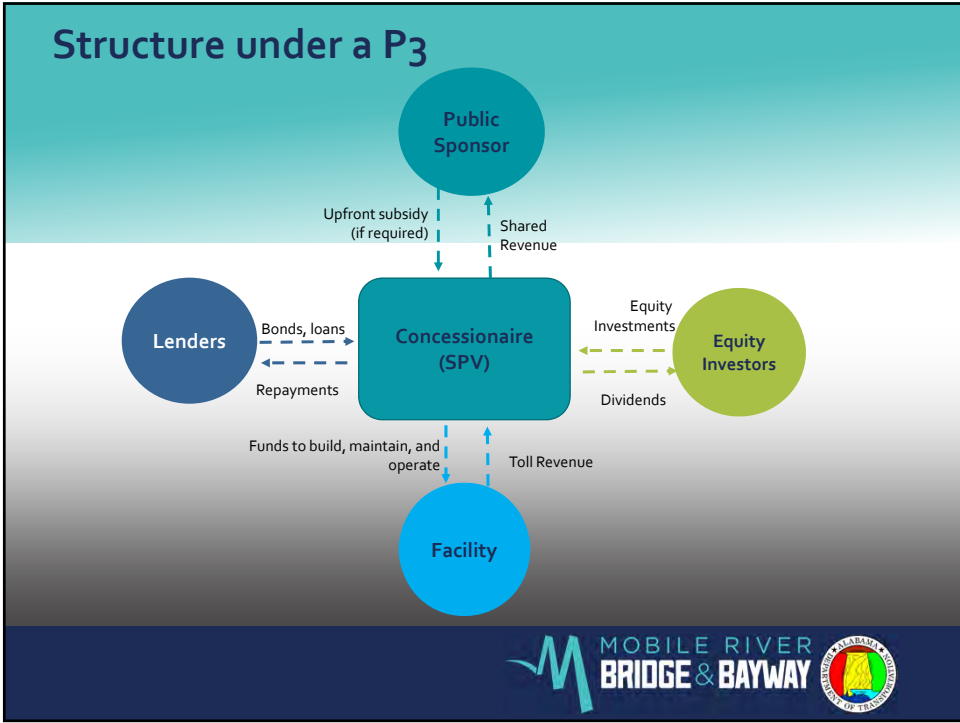 Structure under a P3
Public
Sponsor
Upfront subsidy
(if required)
Shared
Revenue
Lenders
Bonds, loans
Repayments
Concessionaire
(SPV)
Equity
Investments
Dividends
Equity
Investors
Funds to build, maintain, and
operate
Toll Revenue
Facility
MOBILE RIVER
BRIDGE & BAYWAY
ALABAMA
DEPARTMENT OF TRANSPORTATION